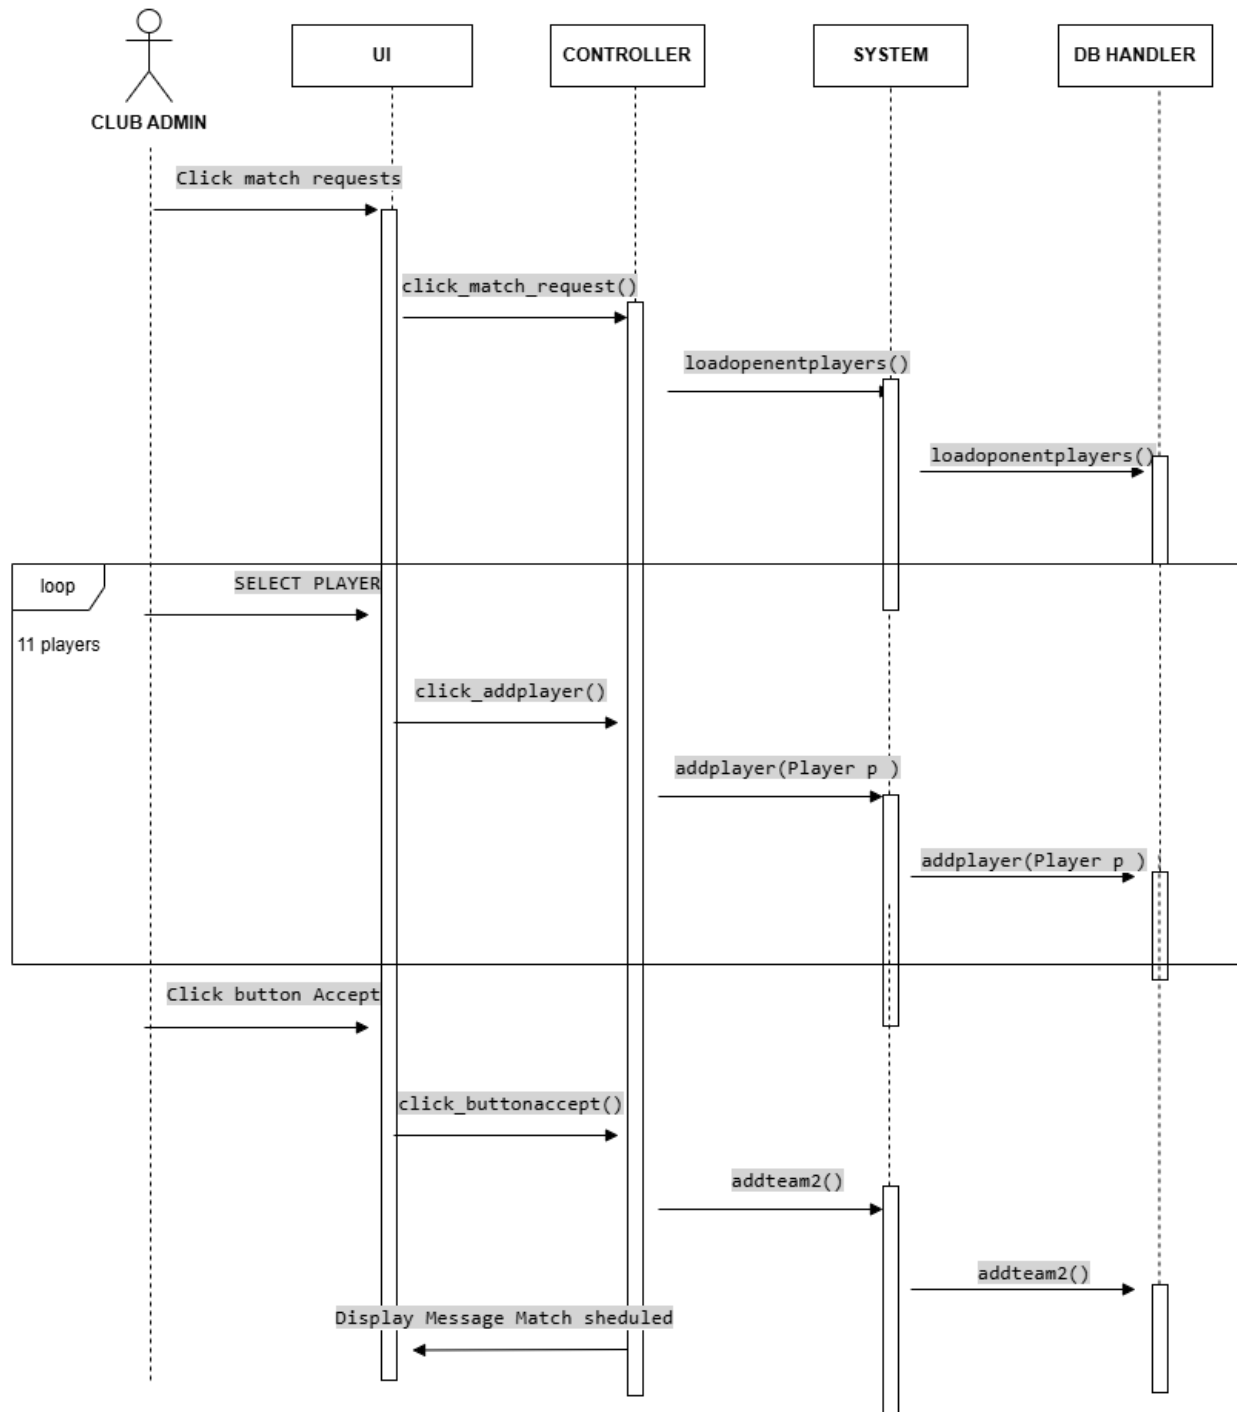 UI
CONTROLLER
SYSTEM
DB HANDLER
CLUB ADMIN
Click match requests
click_match_request()
loadopenentplayers()
loadoponentplayers()
loop
SELECT PLAYER
11 players
click_addplayer()
addplayer(Player p )
addplayer(Player p )
Click button Accept
click_buttonaccept()
addteam2()
addteam2()
Display Message Match sheduled